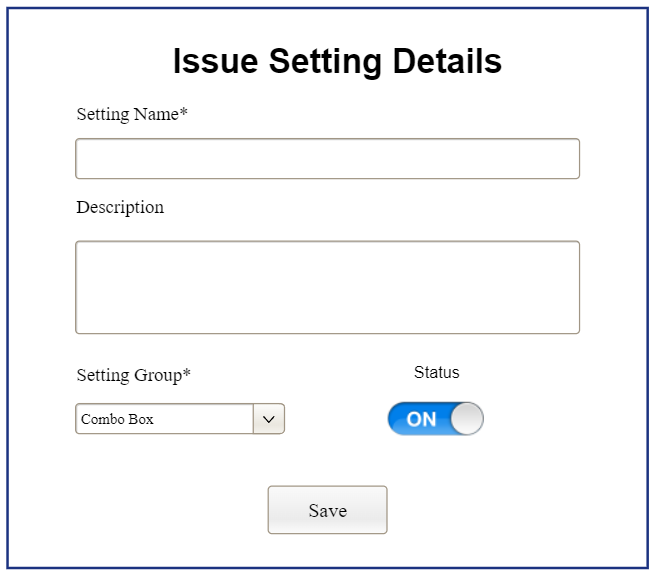 Issue Setting Details
Setting Name*
Description
Setting Group*
Status
Combo Box
ON
Save